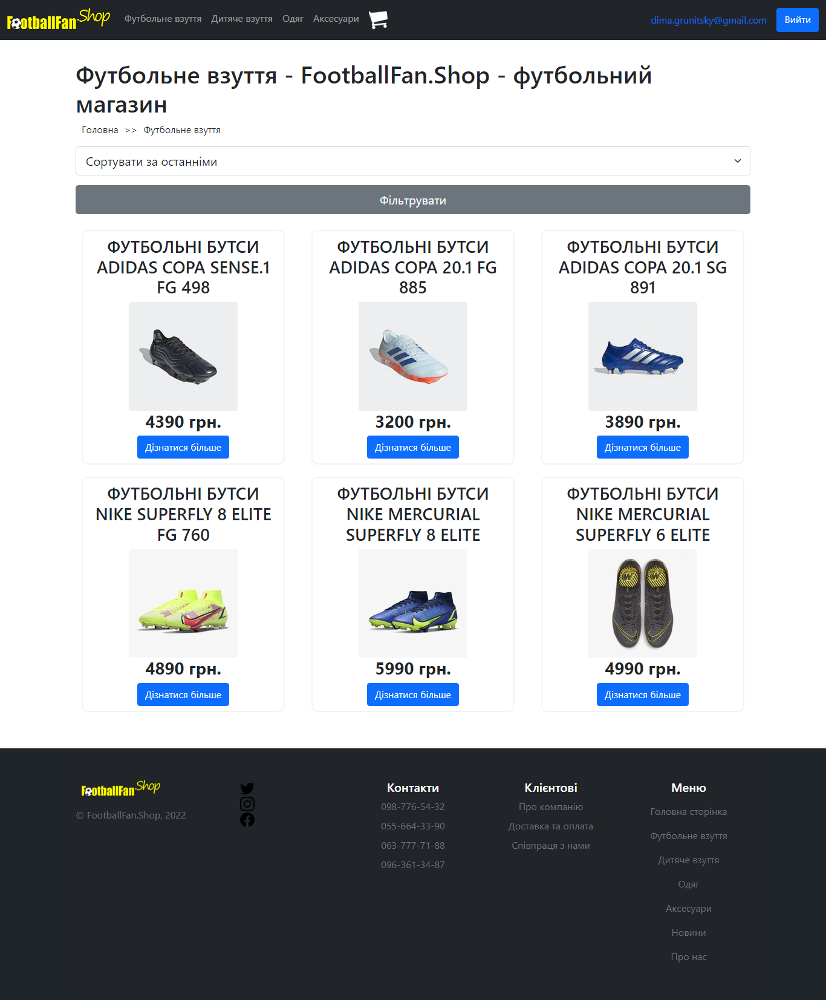 FootballFan.Shop
Футбольне взуття Дитяче взуття Одяг Аксесуари
dima.grunitsky@gmail.com Вийти
Футбольне взуття - FootballFan.Shop - футбольний
магазин
Головна >> Футбольне взуття
Сортувати за останніми
Фільтрувати
ФУТБОЛЬНІ БУТСИ
ADIDAS COPA SENSE.1
FG 498
4390 грн.
Дізнатися більше
ФУТБОЛЬНІ БУТСИ
ADIDAS COPA 20.1 FG
885
3200 грн.
Дізнатися більше
ФУТБОЛЬНІ БУТСИ
ADIDAS COPA 20.1 SG
891
3890 грн.
Дізнатися більше
ФУТБОЛЬНІ БУТСИ
NIKE SUPERFLY 8 ELITE
FG 760
4890 грн.
Дізнатися більше
ФУТБОЛЬНІ БУТСИ
NIKE MERCURIAL
SUPERFLY 8 ELITE
5990 грн.
Дізнатися більше
ФУТБОЛЬНІ БУТСИ
NIKE MERCURIAL
SUPERFLY 6 ELITE
4990 грн.
Дізнатися більше
FootballFan.Shop
© FootballFan.Shop, 2022
Контакти
098-776-54-32
055-664-33-90
063-777-71-88
096-361-34-87
Клієнтові
Про компанію
Доставка та оплата
Співпраця з нами
Меню
Головна сторінка
Футбольне взуття
Дитяче взуття
Одяг
Аксесуари
Новини
Про нас